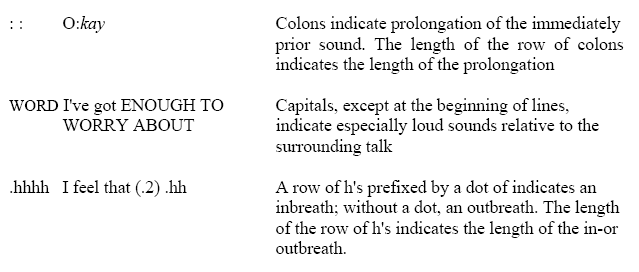 : :  O:kay  Colons indicate prolongation of the immediately
prior sound. The length of the row of colons
indicates the length of the prolongation
WORD I've got ENOUGH TO  Capitals, except at the beginning of lines,
WORRY ABOUT  indicate especially loud sounds relative to the
surrounding talk
.hhhh  I feel that (.2) .hh  A row of h's prefixed by a dot of indicates an
inbreath; without a dot, an outbreath. The length
of the row of h's indicates the length of the in-or
outbreath.